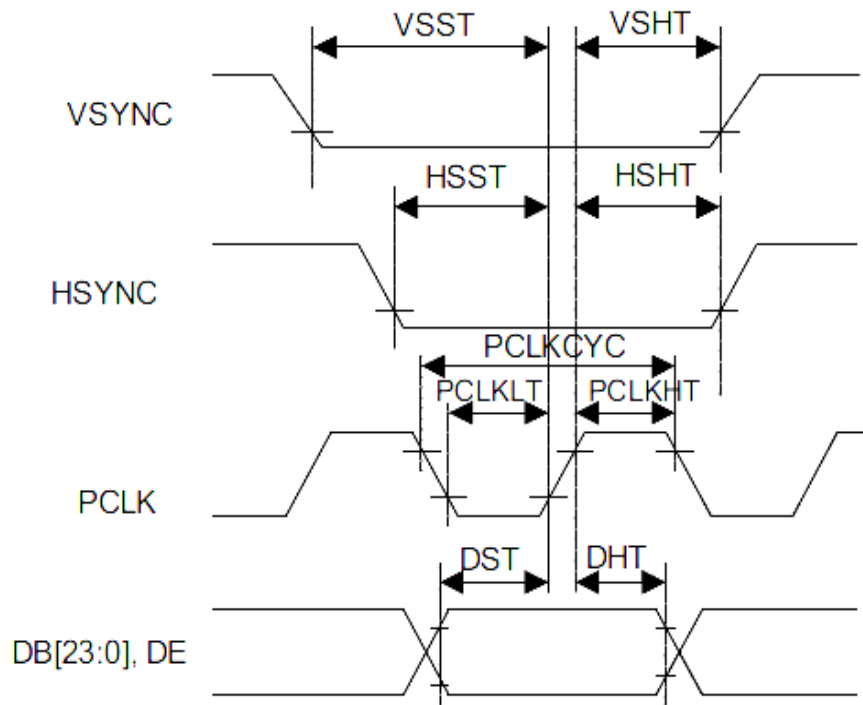 VSST VSHT
VSYNC
HSST HSHT
HSYNC
PCLKCYC
PCLKLT PCLKHT
PCLK
DST DHT
DB[23:0], DE